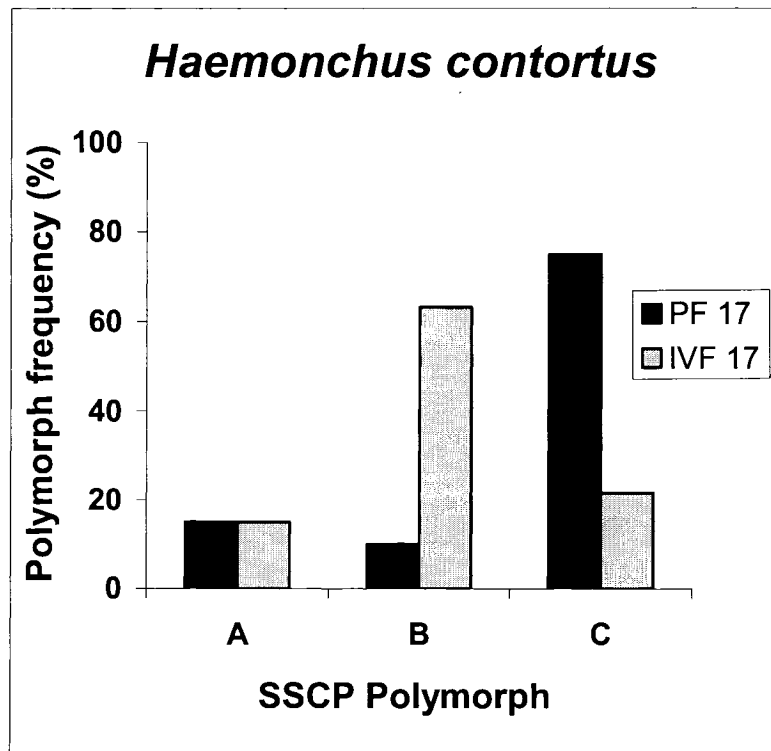 Haemonchus contortus
Polymorph frequency (%)
100
80
60
40
20
0
A B C
SSCP Polymorph
PF 17
IVF 17